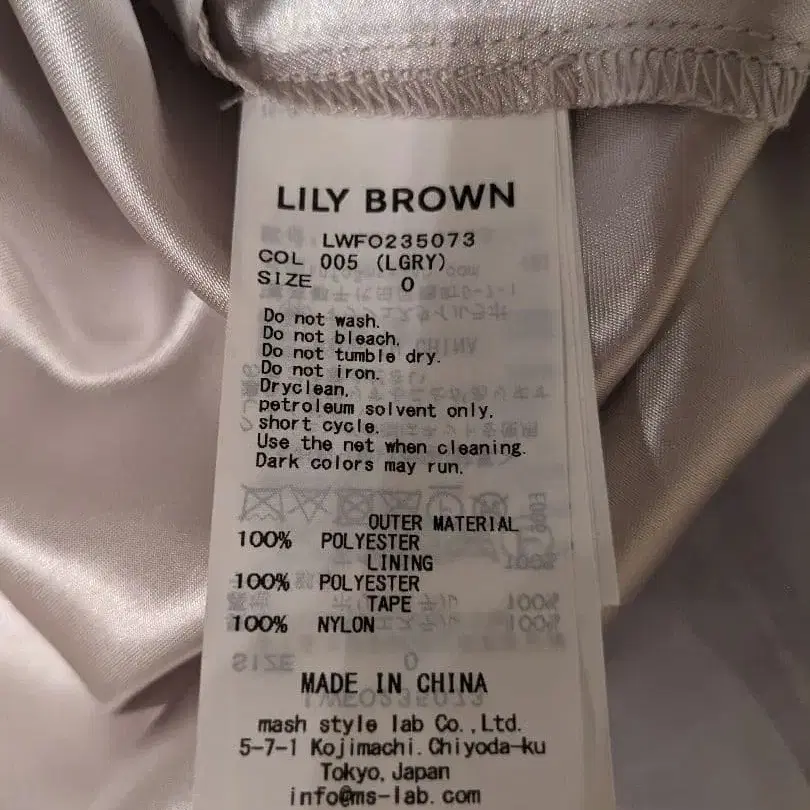 LILY BROWN
LWFO235073
COL 005 (LGRY)
SIZE 0
Do not wash.
Do not bleach.
Do not tumble dry.
Do not iron.
Dryclean,
petroleum solvent only,
short cycle.
Use the net when cleaning.
Dark colors may run.
OUTER MATERIAL
100% POLYESTER
LINING
100% POLYESTER
TAPE
100% NYLON
MADE IN CHINA
mash style lab Co.,Ltd.
5-7-1 Kojimachi.Chiyoda-ku
Tokyo,Japan
info@ms-lab.com